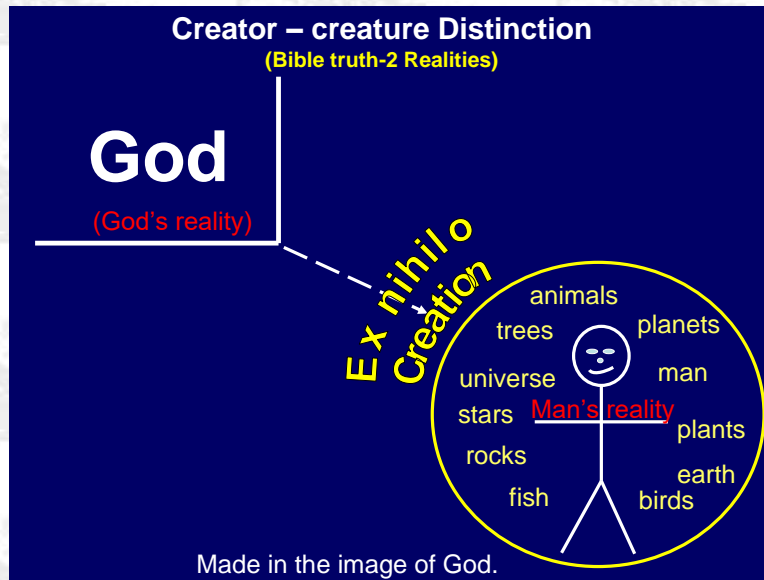 Creator – creature Distinction
(Bible truth-2 Realities)
God
(God's reality)
Ex nihilo
Creation
animals
trees
planets
universe
man
stars
Man's reality
plants
rocks
earth
fish
birds
Made in the image of God.